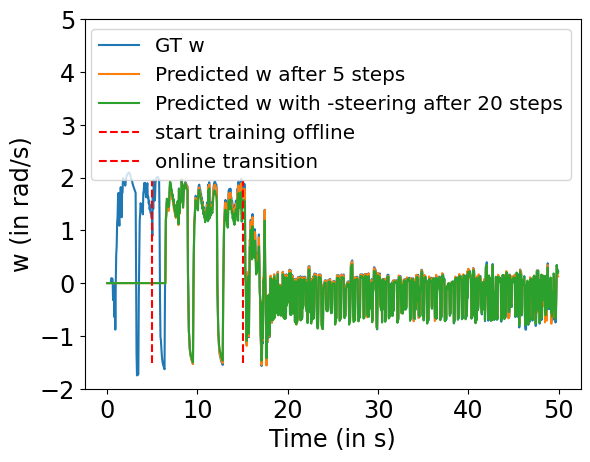 5
4
3
2
1
0
−1
−2
w (in rad/s)
GT w
Predicted w after 5 steps
Predicted w with -steering after 20 steps
start training offline
online transition
0 10 20 30 40 50
Time (in s)